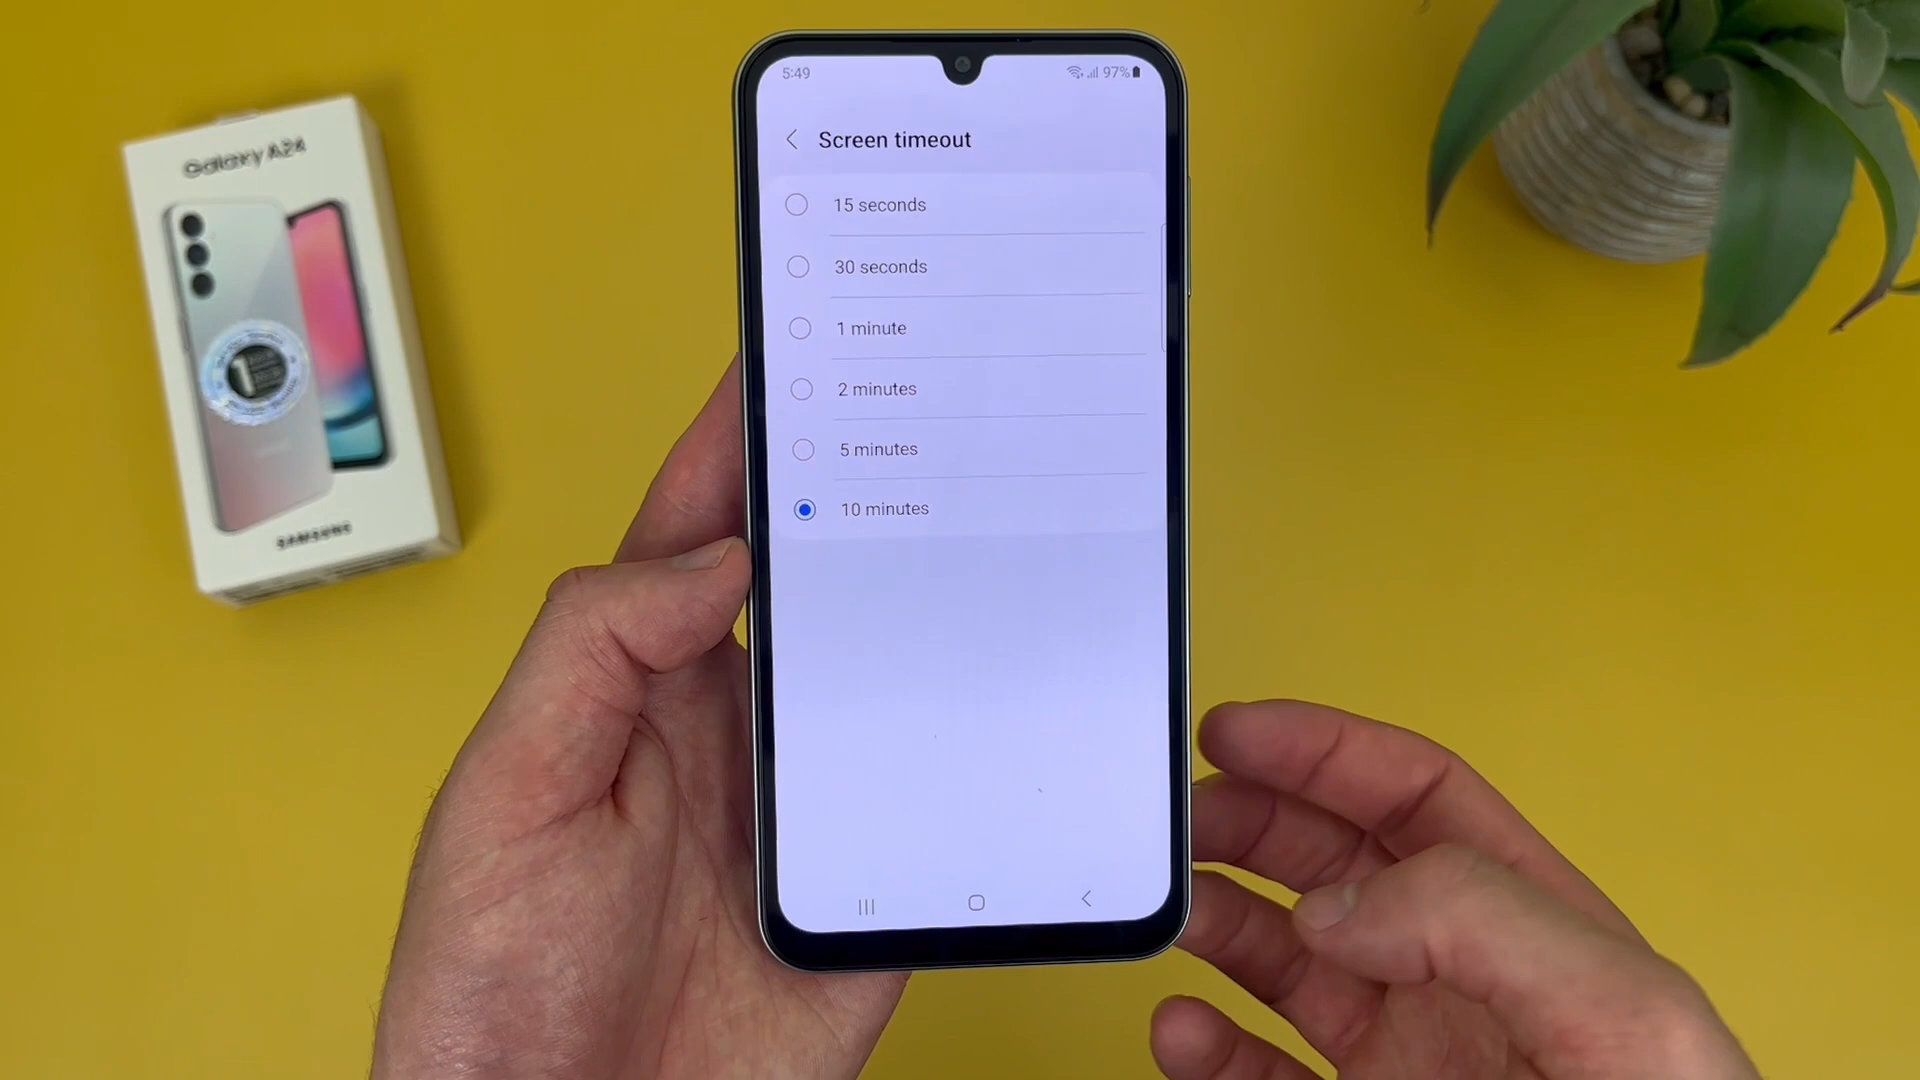 Galaxy A24
SAMSUNG
5:49
97%
Screen timeout
15 seconds
30 seconds
1 minute
2 minutes
5 minutes
10 minutes